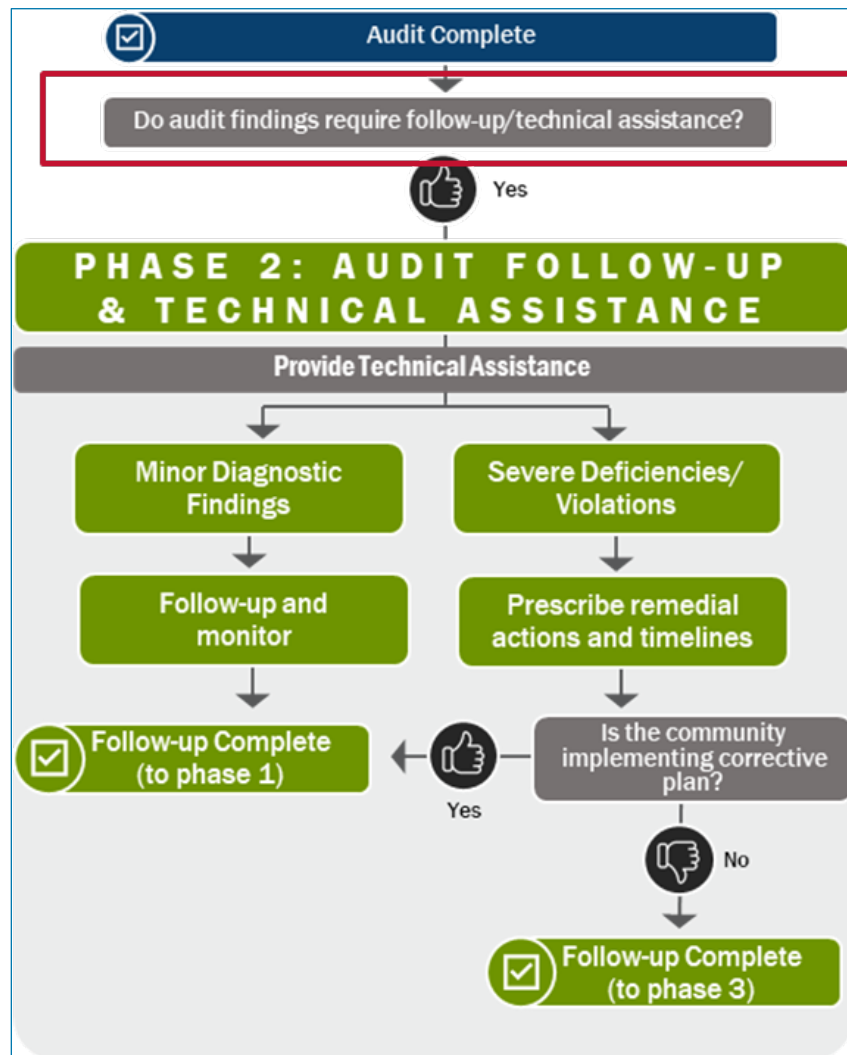 Audit Complete
Do audit findings require follow-up/technical assistance?
Yes
PHASE 2: AUDIT FOLLOW-UP
& TECHNICAL ASSISTANCE
Provide Technical Assistance
Minor Diagnostic
Findings
Severe Deficiencies/
Violations
Follow-up and
monitor
Prescribe remedial
actions and timelines
Follow-up Complete
(to phase 1)
Yes
Is the community
implementing corrective
plan?
No
Follow-up Complete
(to phase 3)